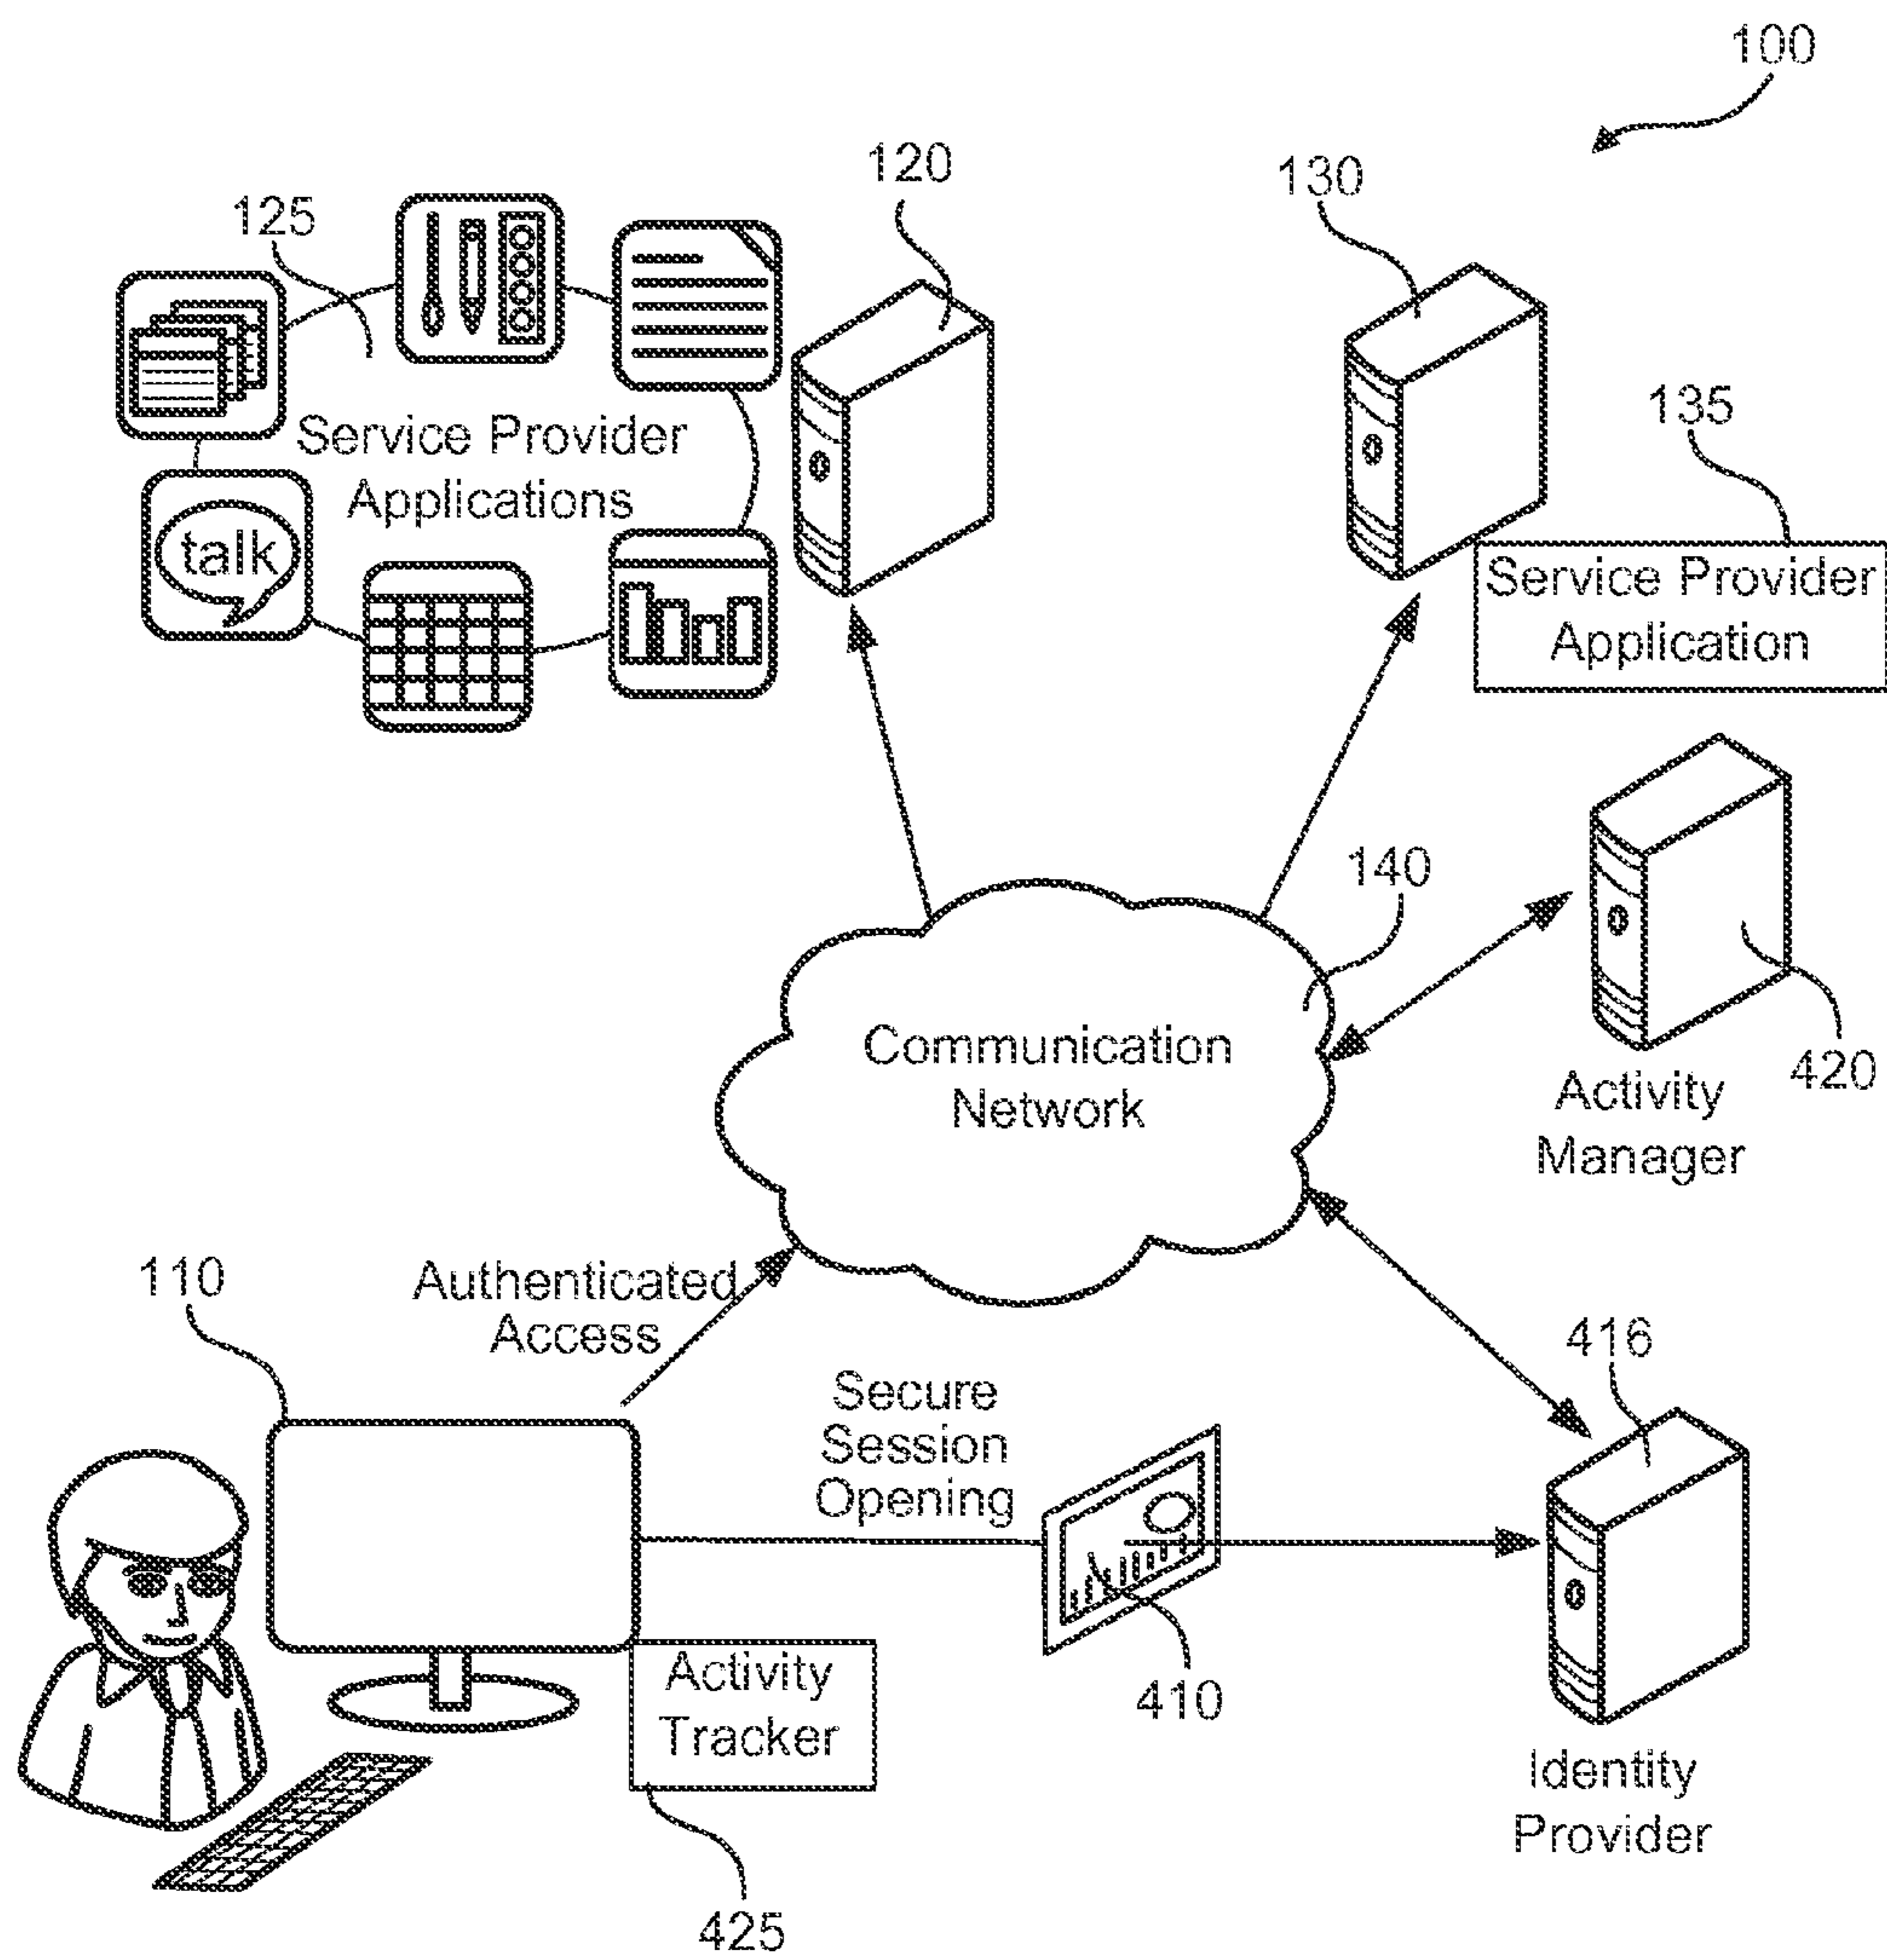 100
120
130
125
Service Provider
Applications
talk
135
Service Provider
Application
140
Communication
Network
420
Activity
Manager
110
Authenticated
Access
416
Secure
Session
Opening
410
Activity
Tracker
Identity
Provider
425